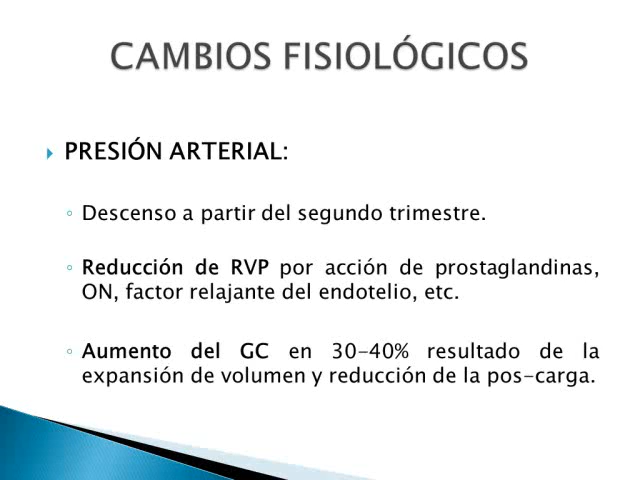 CAMBIOS FISIOLÓGICOS
PRESIÓN ARTERIAL:
Descenso a partir del segundo trimestre.
Reducción de RVP por acción de prostaglandinas,
ON, factor relajante del endotelio, etc.
Aumento del GC en 30-40% resultado de la
expansión de volumen y reducción de la pos-carga.